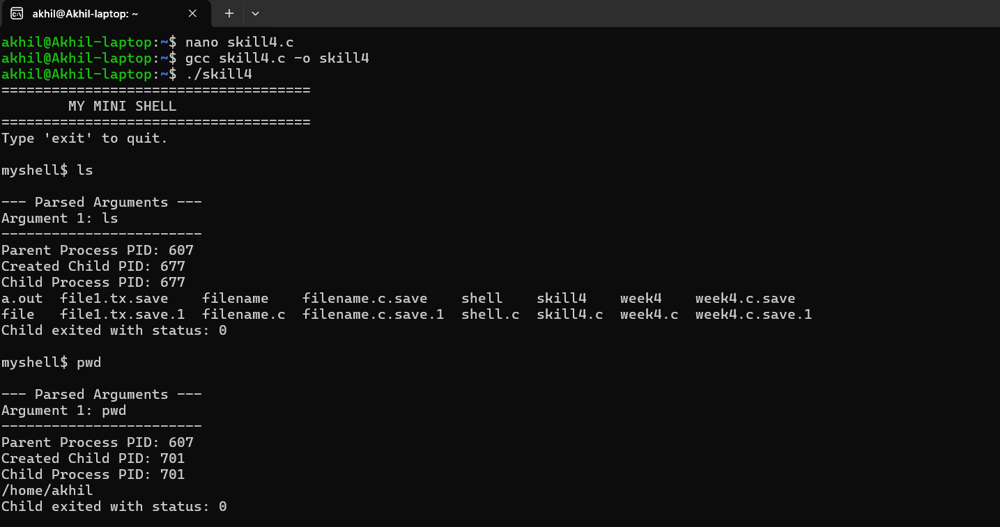 akhil@Akhil-laptop: ~
akhil@Akhil-laptop:~$ nano skill4.c
akhil@Akhil-laptop:~$ gcc skill4.c -o skill4
akhil@Akhil-laptop:~$ ./skill4
=====================================
        MY MINI SHELL
=====================================
Type 'exit' to quit.
myshell$ ls
--- Parsed Arguments ---
Argument 1: ls
------------------------
Parent Process PID: 607
Created Child PID: 677
Child Process PID: 677
a.out  file1.tx.save    filename    filename.c.save    shell    skill4    week4    week4.c.save
file   file1.tx.save.1  filename.c  filename.c.save.1  shell.c  skill4.c  week4.c  week4.c.save.1
Child exited with status: 0
myshell$ pwd
--- Parsed Arguments ---
Argument 1: pwd
------------------------
Parent Process PID: 607
Created Child PID: 701
Child Process PID: 701
/home/akhil
Child exited with status: 0